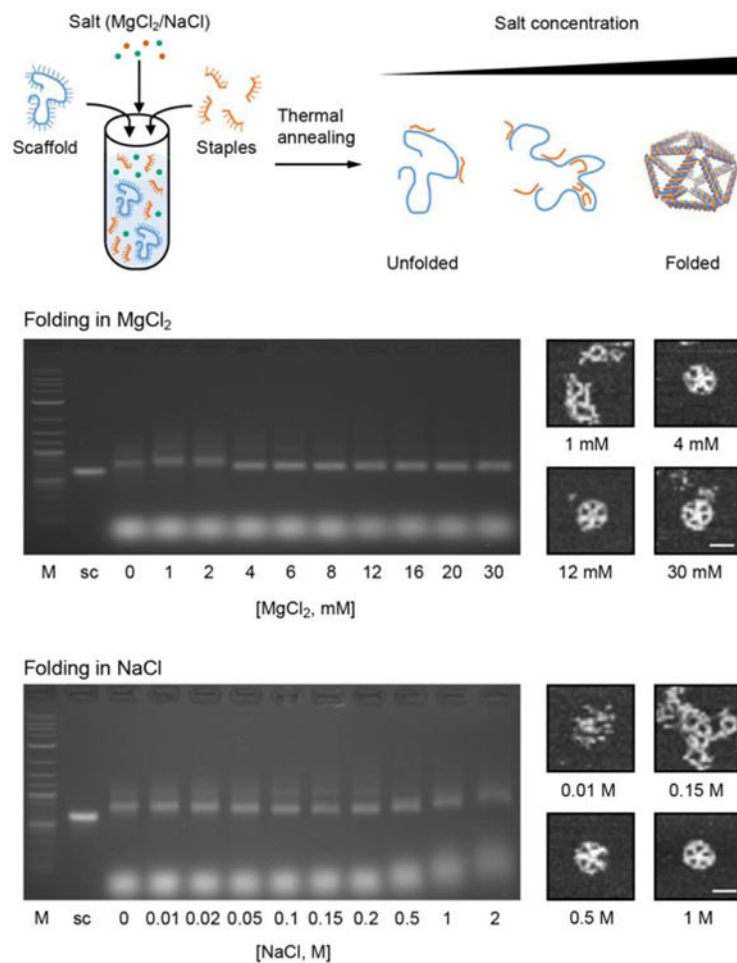 Salt (MgCl₂/NaCl)
Salt concentration
Scaffold
Staples
Thermal
annealing
Unfolded
Folded
Folding in MgCl₂
1 mM
4 mM
12 mM
30 mM
M sc 0 1 2 4 6 8 12 16 20 30
[MgCl₂, mM]
Folding in NaCl
0.01 M
0.15 M
0.5 M
1 M
M sc 0 0.01 0.02 0.05 0.1 0.15 0.2 0.5 1 2
[NaCl, M]